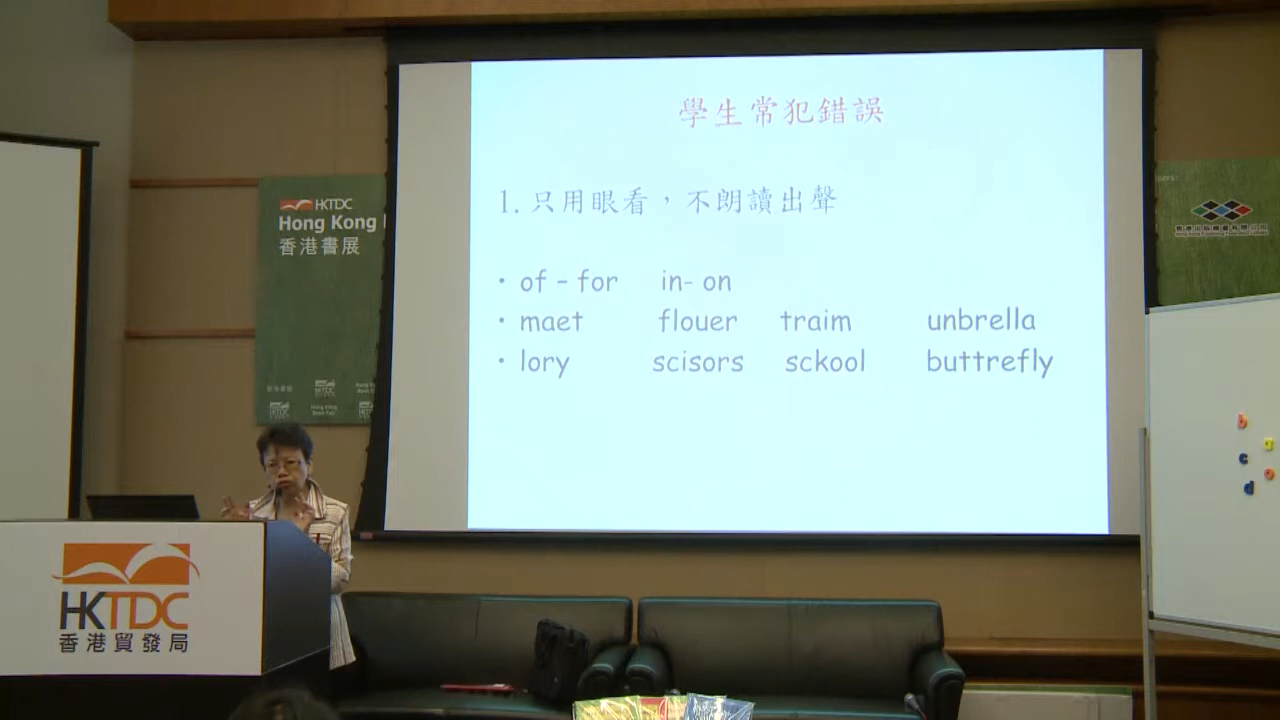 學生常犯錯誤
1. 只用眼看，不朗讀出聲
• of – for in- on
• maet flouer traim unbrella
• lory scisors sckool buttrefly
HKTDC
Hong Kong
香港書展
HKTDC
香港貿發局